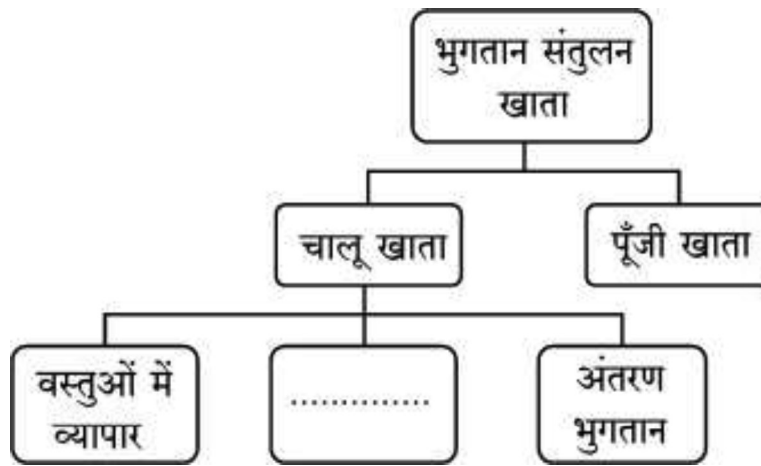 भुगतान संतुलन
खाता
चालू खाता
पूँजी खाता
वस्तुओं में
व्यापार
..............
अंतरण
भुगतान